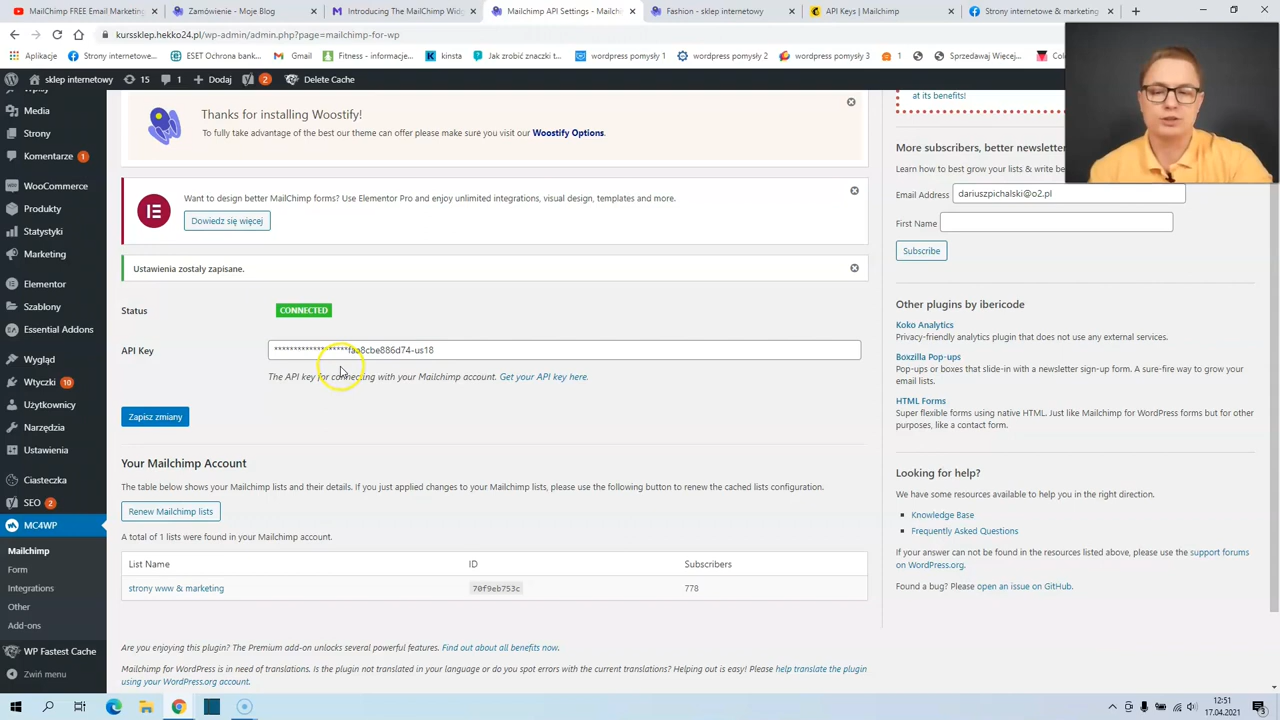 MailChimp FREE API Integration
Zamówienie - Moje Blog
Introducing The MailChimp Widg
Mailchimp API Settings - Mailch
Fashion - sklep internetowy
API Keys | Mailchimp
Strony internetowe & marketing
kurssklep.hekko24.pl/wp-admin/admin.php?page=mailchimp-for-wp
Aplikacje
Strony internetowe...
ESET Ochrona bank...
Gmail
Fitness - informacje...
kinsta
Jak zrobić znaczki t...
wordpress pomysły 1
wordpress pomysły 2
wordpress pomysły 3
1
Sprzedawaj Więcej...
sklep internetowy
15
1
Dodaj
2
Delete Cache
Media
Strony
Komentarze 1
WooCommerce
Produkty
Statystyki
Marketing
Elementor
Szablony
Essential Addons
Wygląd
Wtyczki 10
Użytkownicy
Narzędzia
Ustawienia
Ciasteczka
SEO 2
MC4WP
Mailchimp
Form
Integrations
Other
Add-ons
WP Fastest Cache
Zwiń menu
Thanks for installing Woostify!
To fully take advantage of the best our theme can offer please make sure you visit our Woostify Options.
Want to design better MailChimp forms? Use Elementor Pro and enjoy unlimited integrations, visual design, templates and more.
Dowiedz się więcej
Ustawienia zostały zapisane.
Status
CONNECTED
API Key
The API key for connecting with your Mailchimp account. Get your API key here.
Zapisz zmiany
Your Mailchimp Account
The table below shows your Mailchimp lists and their details. If you just applied changes to your Mailchimp lists, please use the following button to renew the cached lists configuration.
Renew Mailchimp lists
A total of 1 lists were found in your Mailchimp account.
List Name ID Subscribers
strony www & marketing 70f9eb753c 778
Are you enjoying this plugin? The Premium add-on unlocks several powerful features. Find out about all benefits now.
Mailchimp for WordPress is in need of translations. Is the plugin not translated in your language or do you spot errors with the current translations? Helping out is easy! Please help translate the plugin
using your WordPress.org account.
at its benefits!
More subscribers, better newsletter
Learn how to best grow your lists & write be
Email Address dariuszpichalski@o2.pl
First Name
Subscribe
Other plugins by ibericode
Koko Analytics
Privacy-friendly analytics plugin that does not use any external services.
Boxzilla Pop-ups
Pop-ups or boxes that slide-in with a newsletter sign-up form. A sure-fire way to grow your
email lists.
HTML Forms
Super flexible forms using native HTML. Just like Mailchimp for WordPress forms but for other
purposes, like a contact form.
Looking for help?
We have some resources available to help you in the right direction.
Knowledge Base
Frequently Asked Questions
If your answer can not be found in the resources listed above, please use the support forums
on WordPress.org.
Found a bug? Please open an issue on GitHub.
12:51
17.04.2021